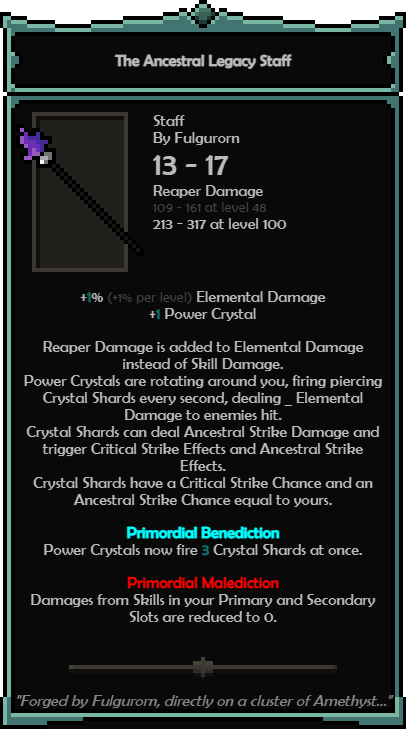 The Ancestral Legacy Staff
Staff
By Fulgurorn
13 - 17
Reaper Damage
109 - 161 at level 48
213 - 317 at level 100
+1% (+1% per level) Elemental Damage
+1 Power Crystal
Reaper Damage is added to Elemental Damage
instead of Skill Damage.
Power Crystals are rotating around you, firing piercing
Crystal Shards every second, dealing _ Elemental
Damage to enemies hit.
Crystal Shards can deal Ancestral Strike Damage and
trigger Critical Strike Effects and Ancestral Strike
Effects.
Crystal Shards have a Critical Strike Chance and an
Ancestral Strike Chance equal to yours.
Primordial Benediction
Power Crystals now fire 3 Crystal Shards at once.
Primordial Malediction
Damages from Skills in your Primary and Secondary
Slots are reduced to 0.
"Forged by Fulgurorn, directly on a cluster of Amethyst..."